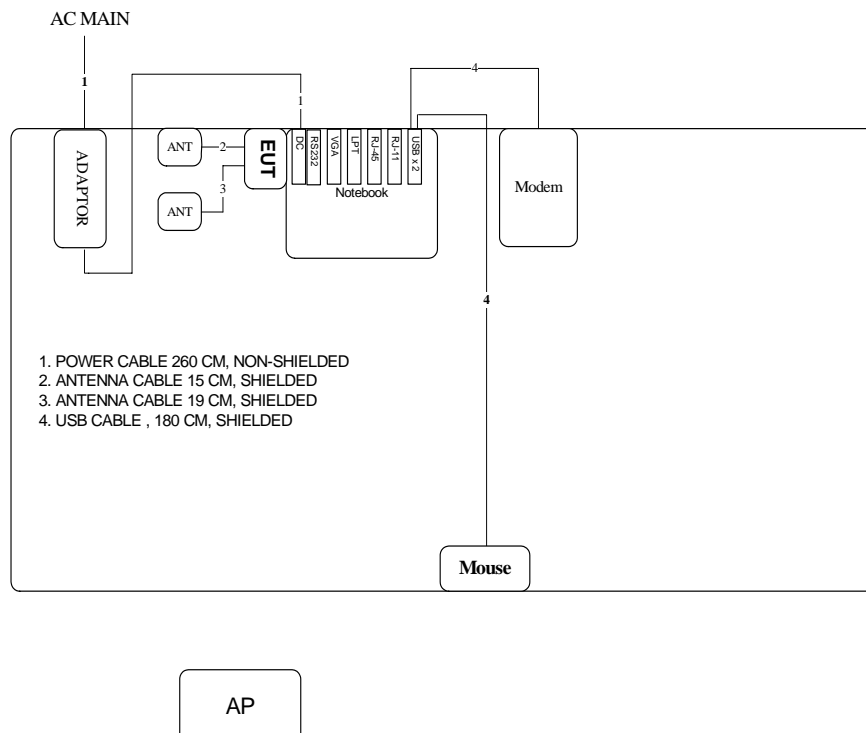 AC MAIN
1
4
1
ADAPTOR
ANT
2
EUT
3
ANT
DC
RS232
VGA
LPT
RJ-45
RJ-11
USB x 2
Notebook
Modem
4
1. POWER CABLE 260 CM, NON-SHIELDED
2. ANTENNA CABLE 15 CM, SHIELDED
3. ANTENNA CABLE 19 CM, SHIELDED
4. USB CABLE , 180 CM, SHIELDED
Mouse
AP